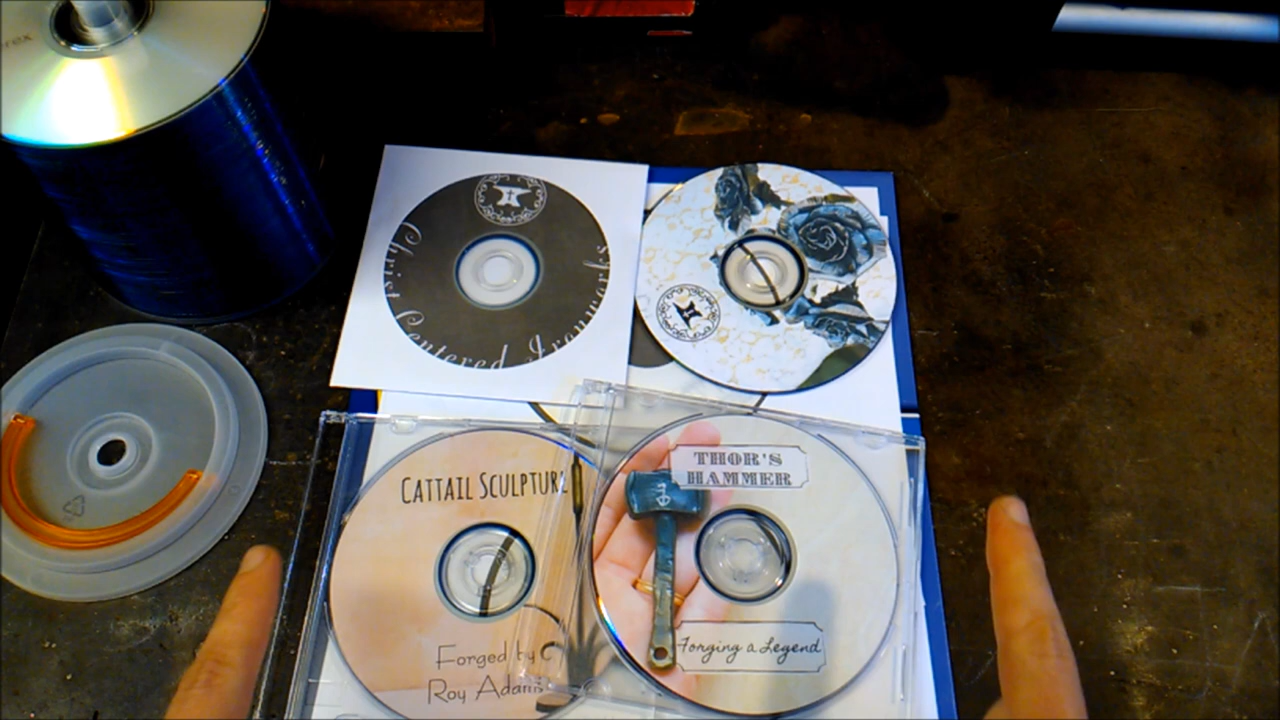 Christ Centered Ironworks
CATTAIL SCULPTURE
Forged by
Roy Adams
THOR'S
HAMMER
Forging a Legend